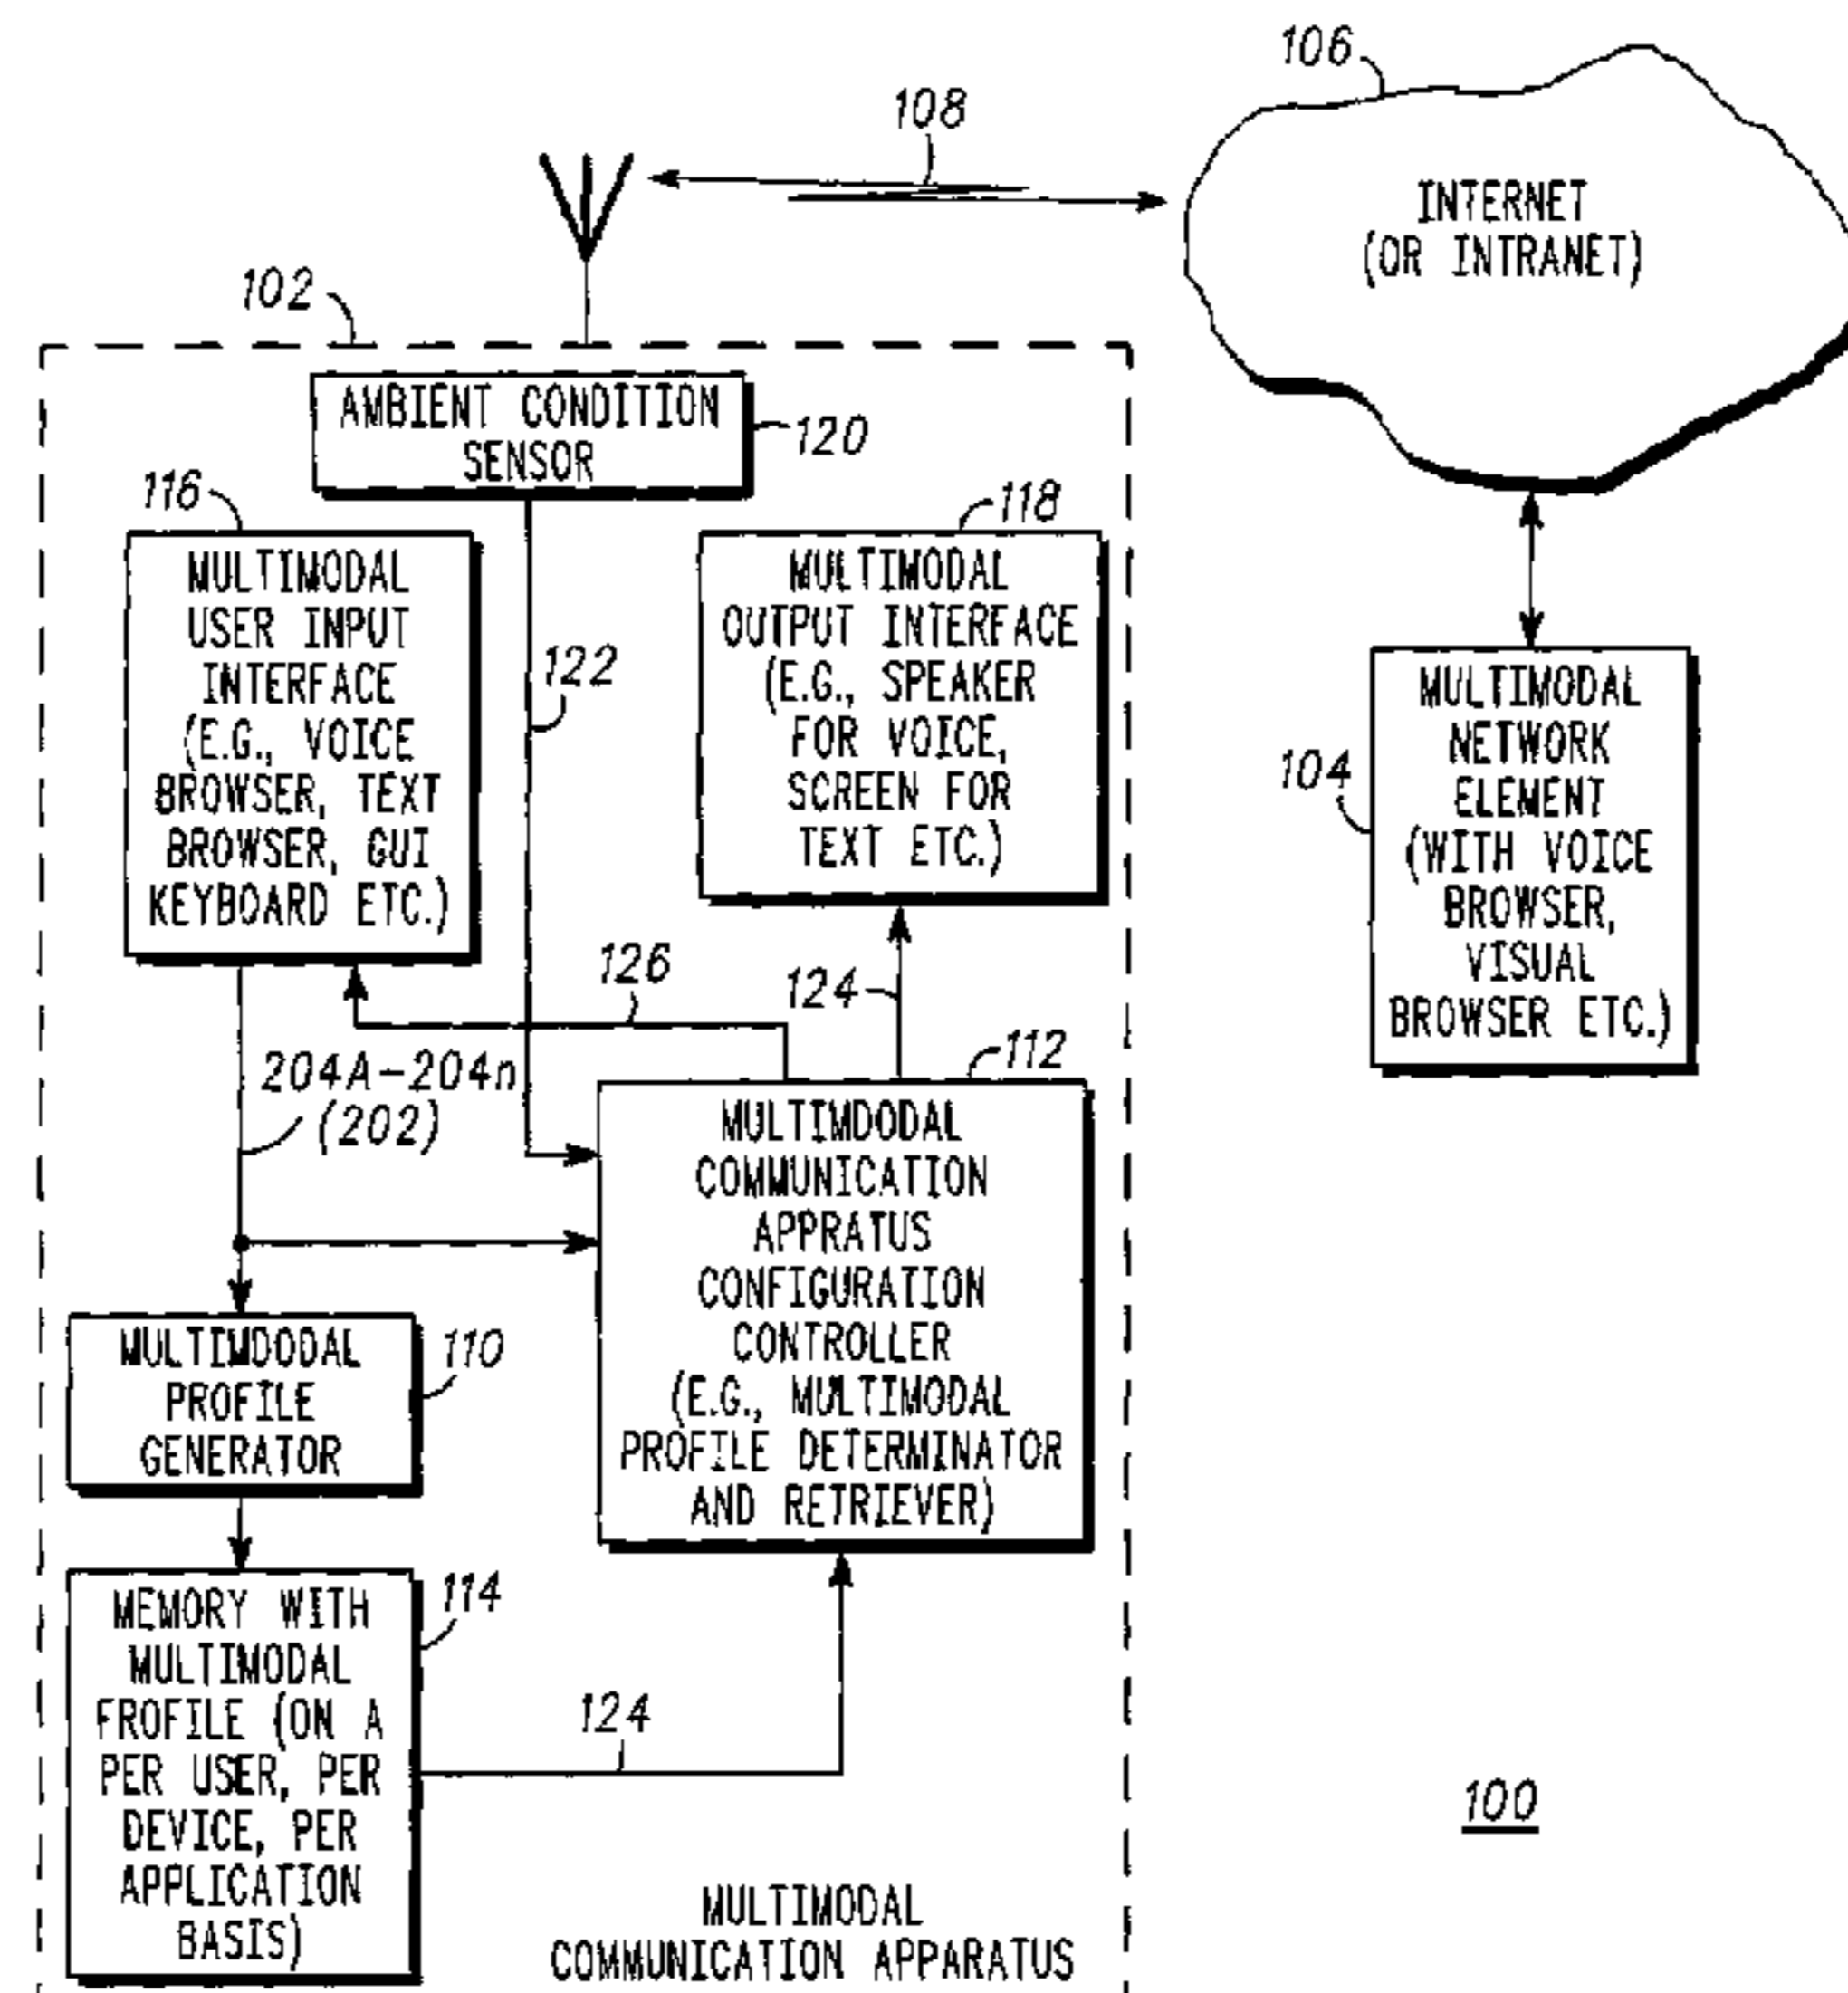 106
108
INTERNET
(OR INTRANET)
102
AMBIENT CONDITION
SENSOR
120
116
118
MULTIMODAL
USER INPUT
INTERFACE
(E.G., VOICE
BROWSER, TEXT
BROWSER, GUI
KEYBOARD ETC.)
122
MULTIMODAL
OUTPUT INTERFACE
(E.G., SPEAKER
FOR VOICE,
SCREEN FOR
TEXT ETC.)
104
MULTIMODAL
NETWORK
ELEMENT
(WITH VOICE
BROWSER,
VISUAL
BROWSER ETC.)
126
124
204A-204n
(202)
112
MULTIMDODAL
COMMUNICATION
APPRATUS
CONFIGURATION
CONTROLLER
(E.G., MULTIMODAL
PROFILE DETERMINATOR
AND RETRIEVER)
MULTIMDODAL
PROFILE
GENERATOR
110
MEMORY WITH
MULTIMODAL
FROFILE (ON A
PER USER, PER
DEVICE, PER
APPLICATION
BASIS)
114
124
100
MULTIMODAL
COMMUNICATION APPARATUS